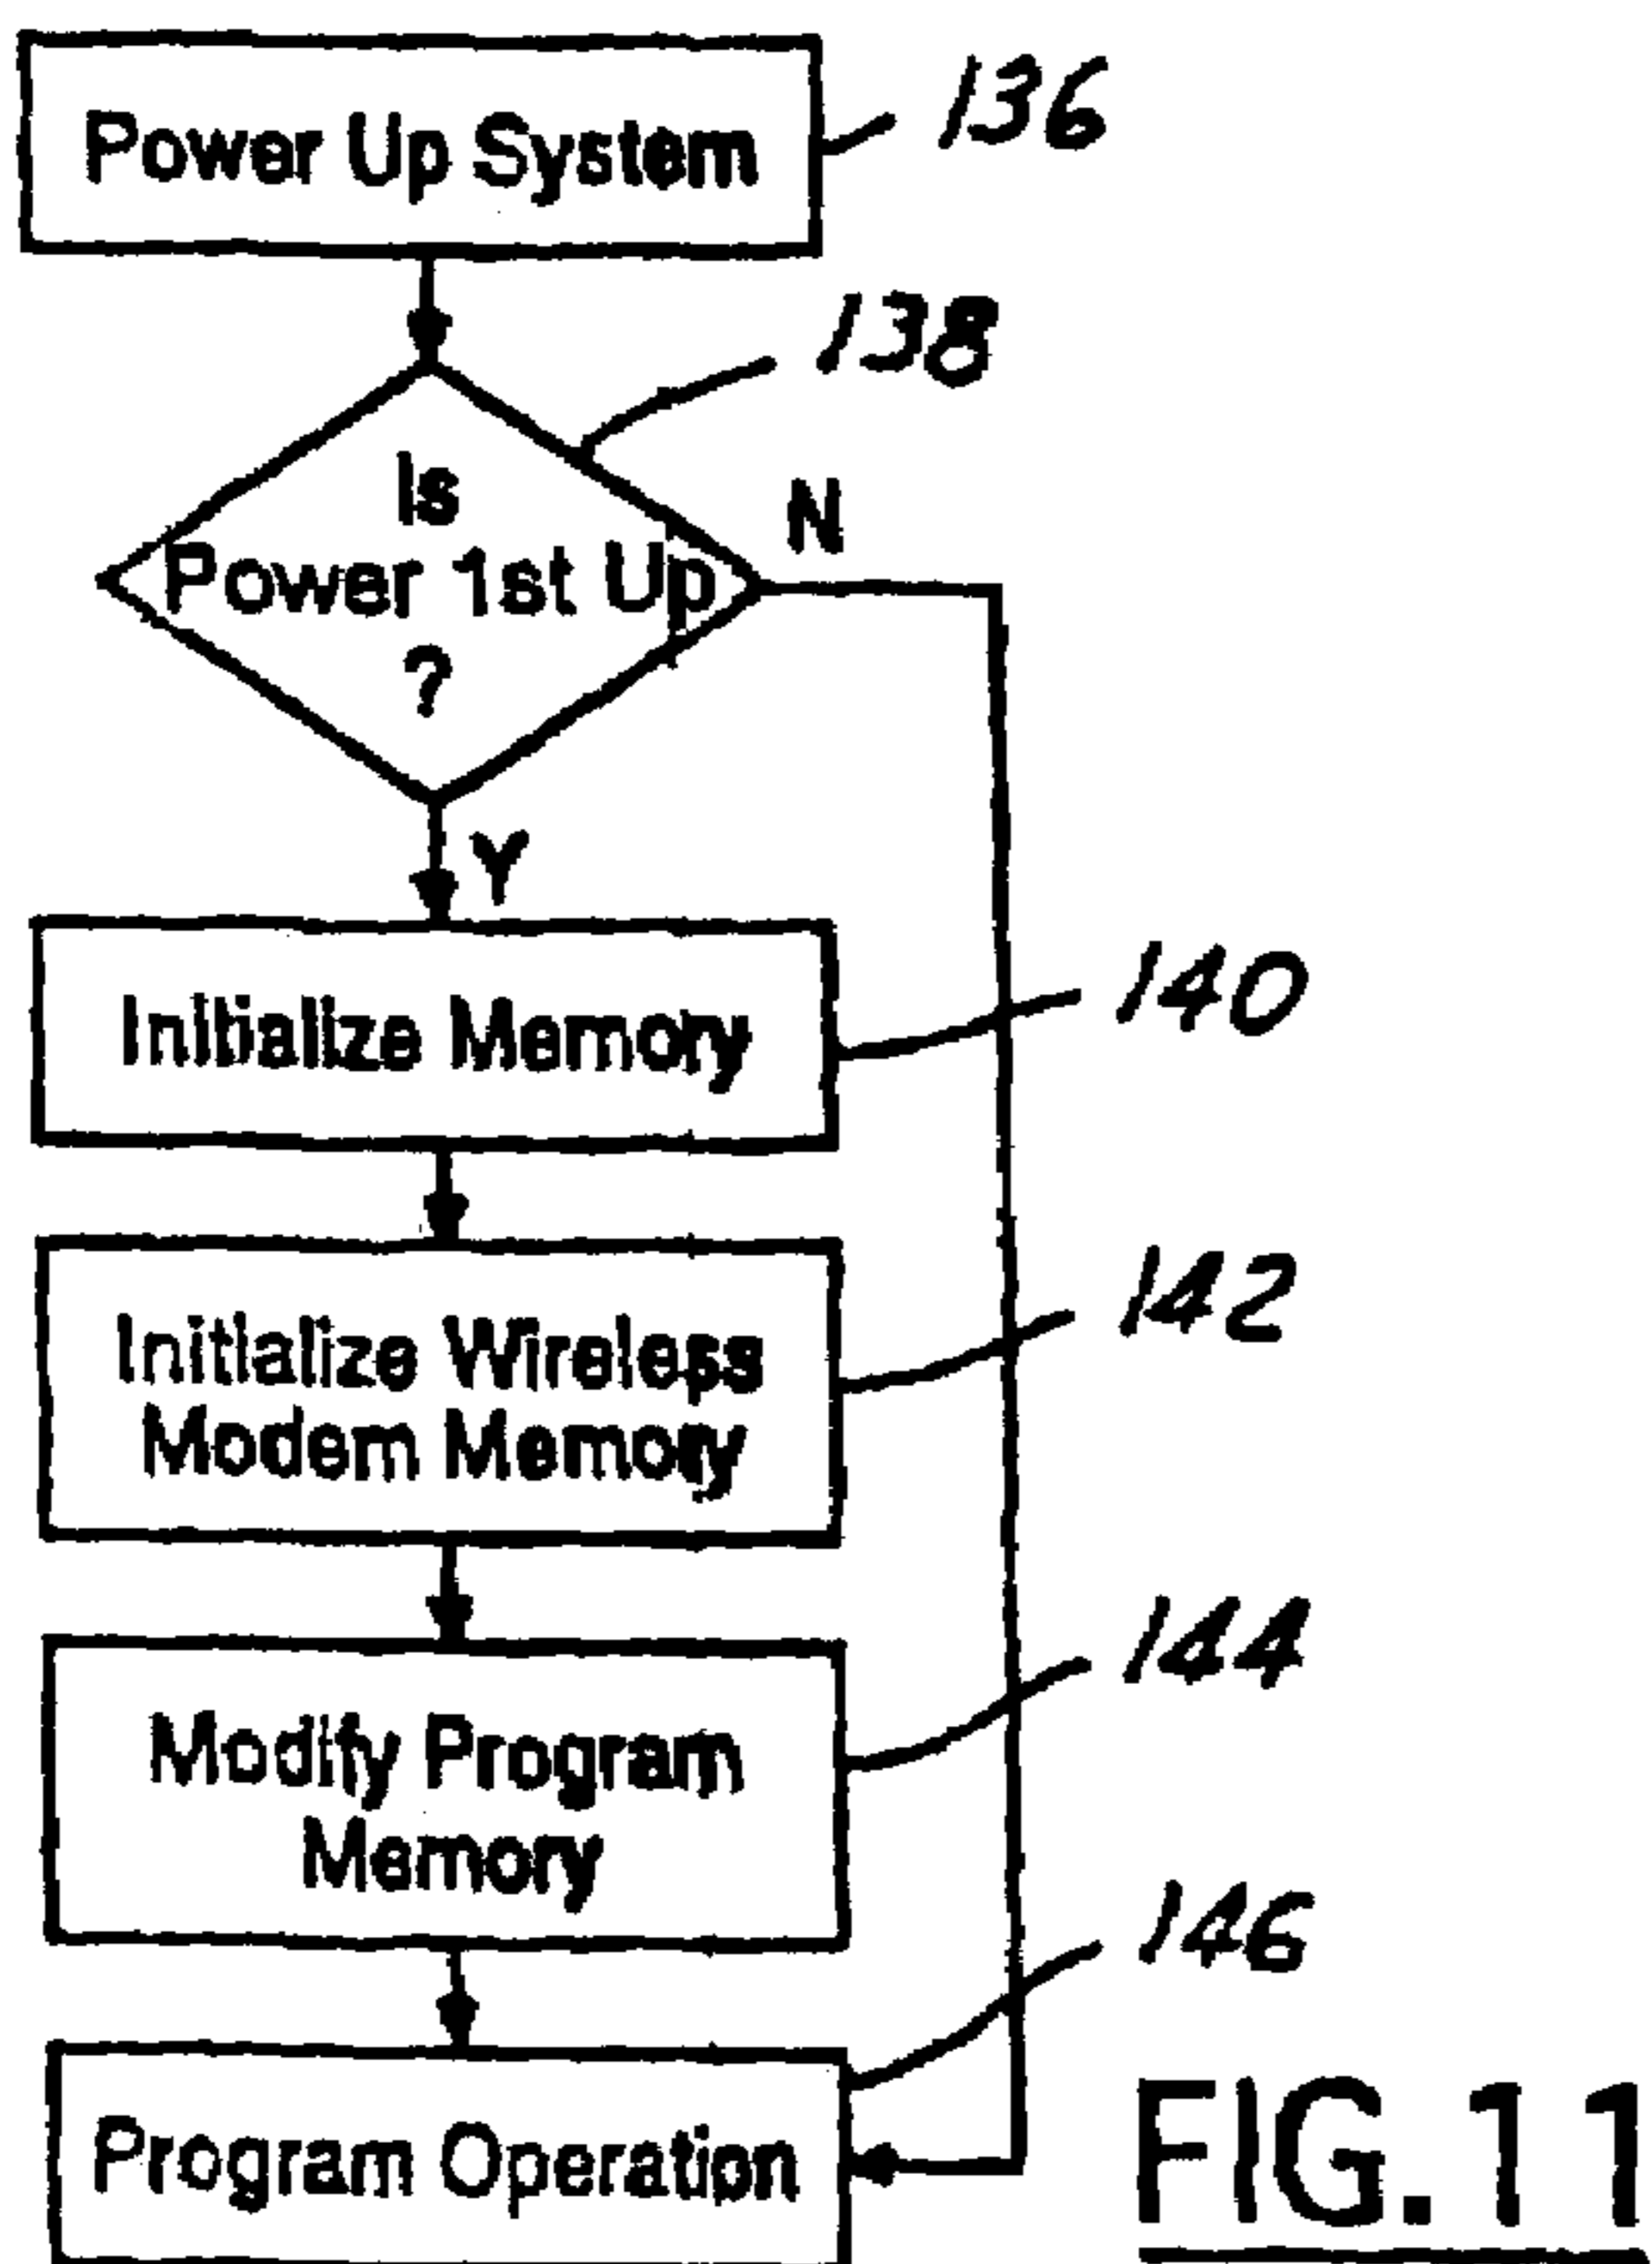 Power Up System
136
138
Is
Power 1st Up
?
N
Y
Initialize Memory
140
Initialize Wireless
Modem Memory
142
Modify Program
Memory
144
146
Program Operation
FIG.11